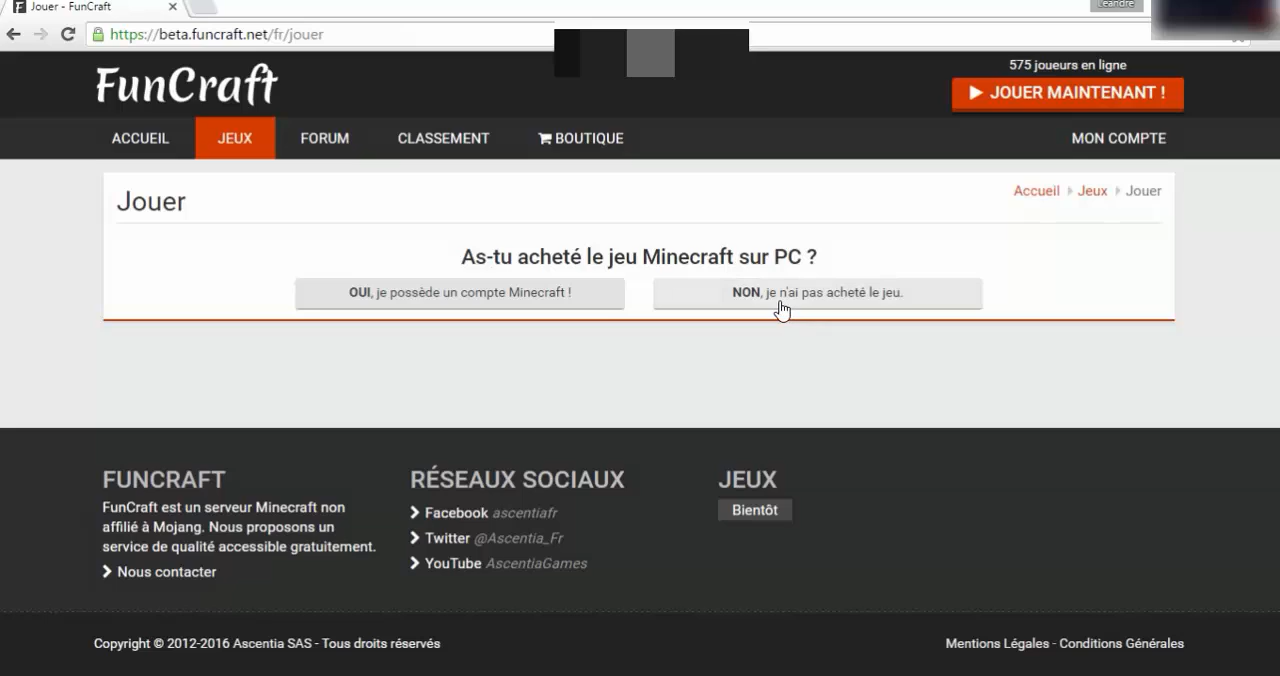 Jouer - FunCraft
Leandre
https://beta.funcraft.net/fr/jouer
FunCraft
575 joueurs en ligne
JOUER MAINTENANT !
ACCUEIL JEUX FORUM CLASSEMENT BOUTIQUE MON COMPTE
Jouer
Accueil Jeux Jouer
As-tu acheté le jeu Minecraft sur PC ?
OUI, je possède un compte Minecraft !
NON, je n'ai pas acheté le jeu.
FUNCRAFT
FunCraft est un serveur Minecraft non
affilié à Mojang. Nous proposons un
service de qualité accessible gratuitement.
Nous contacter
RÉSEAUX SOCIAUX
Facebook ascentiafr
Twitter @Ascentia_Fr
YouTube AscentiaGames
JEUX
Bientôt
Copyright © 2012-2016 Ascentia SAS - Tous droits réservés
Mentions Légales - Conditions Générales